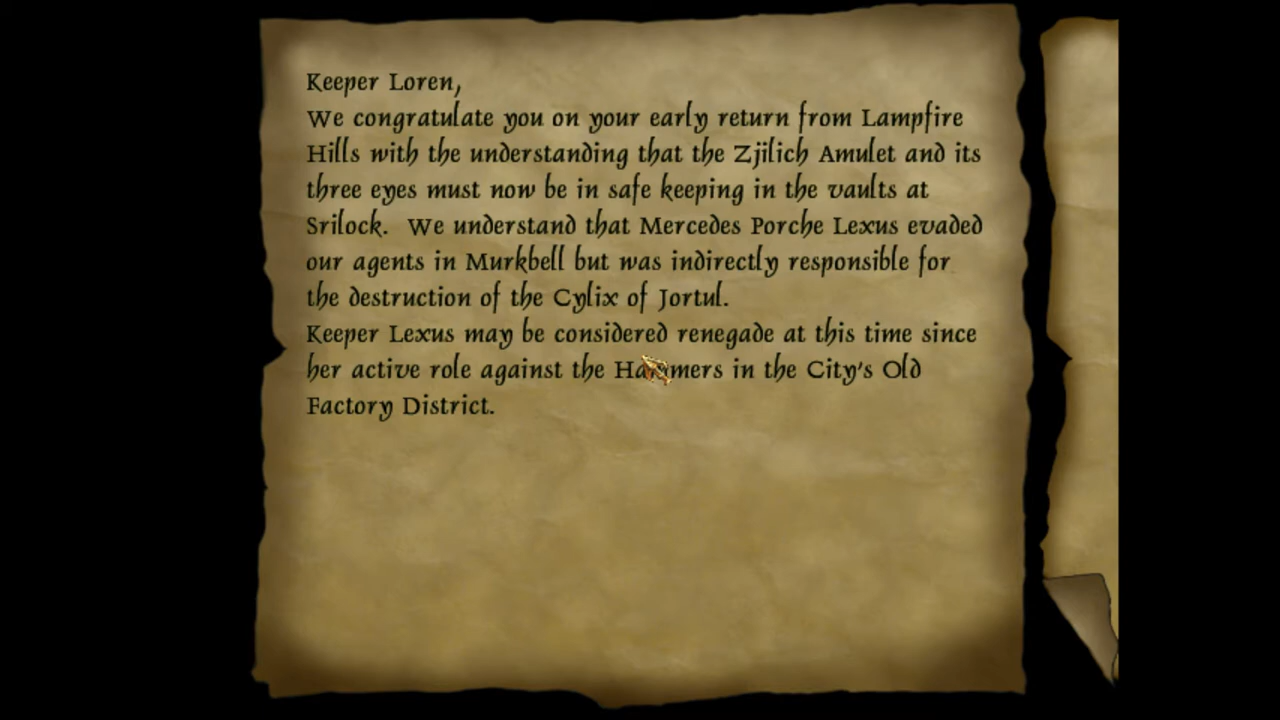 Keeper Loren,
We congratulate you on your early return from Lampfire
Hills with the understanding that the Zjilich Amulet and its
three eyes must now be in safe keeping in the vaults at
Srilock. We understand that Mercedes Porche Lexus evaded
our agents in Murkbell but was indirectly responsible for
the destruction of the Cylix of Jortul.
Keeper Lexus may be considered renegade at this time since
her active role against the Hammers in the City's Old
Factory District.